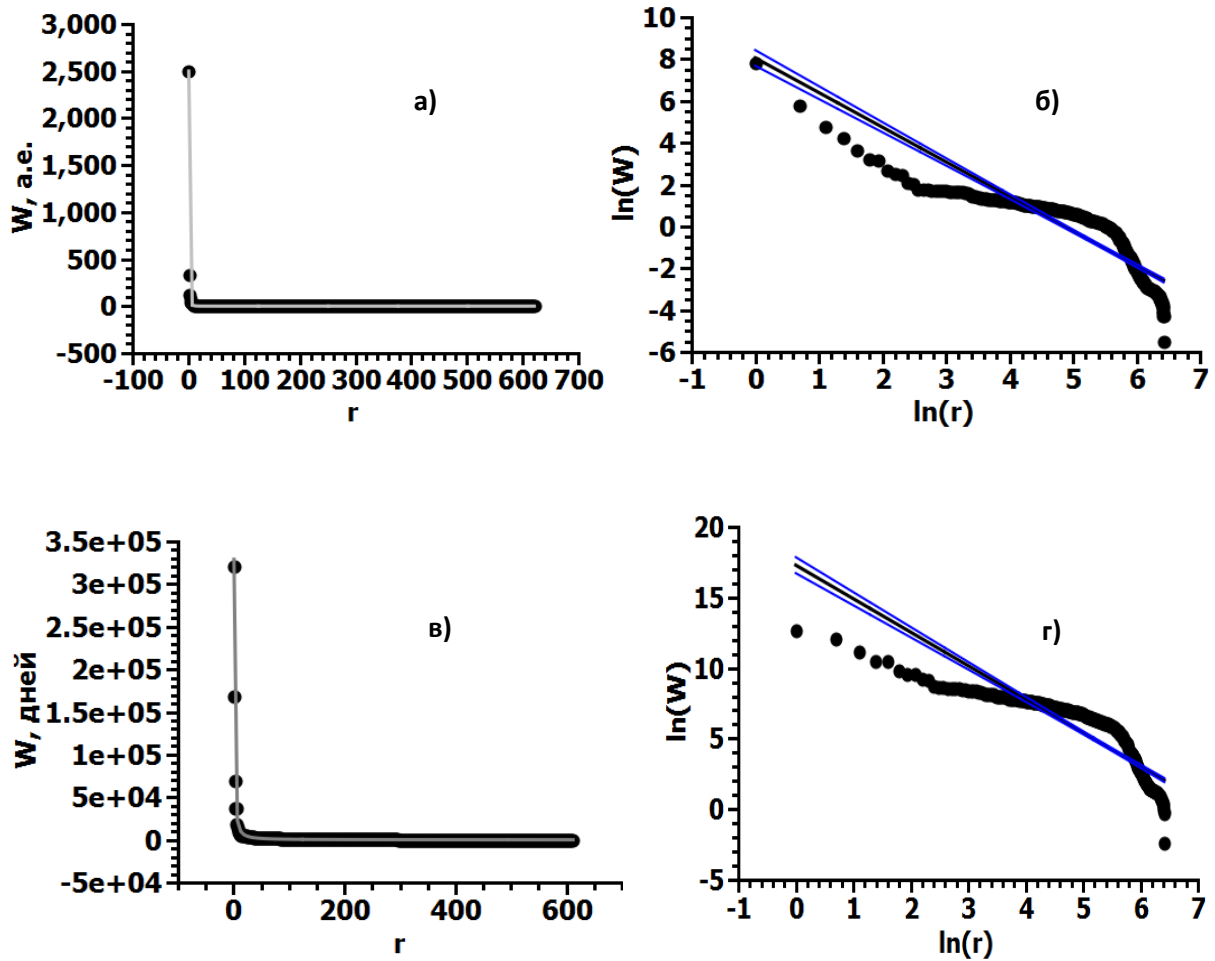 3,000
2,500
2,000
1,500
1,000
500
0
-500
W, а.е.
а)
-100 0 100 200 300 400 500 600 700
r
10
8
6
4
2
0
-2
-4
-6
ln(W)
б)
-1 0 1 2 3 4 5 6 7
ln(r)
3.5e+05
3e+05
2.5e+05
2e+05
1.5e+05
1e+05
5e+04
0
-5e+04
W, дней
в)
0 200 400 600
r
20
15
10
5
0
-5
ln(W)
г)
-1 0 1 2 3 4 5 6 7
ln(r)